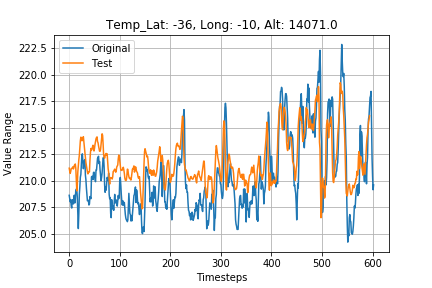 Temp_Lat: -36, Long: -10, Alt: 14071.0
Original
Test
Value Range
222.5
220.0
217.5
215.0
212.5
210.0
207.5
205.0
0 100 200 300 400 500 600
Timesteps